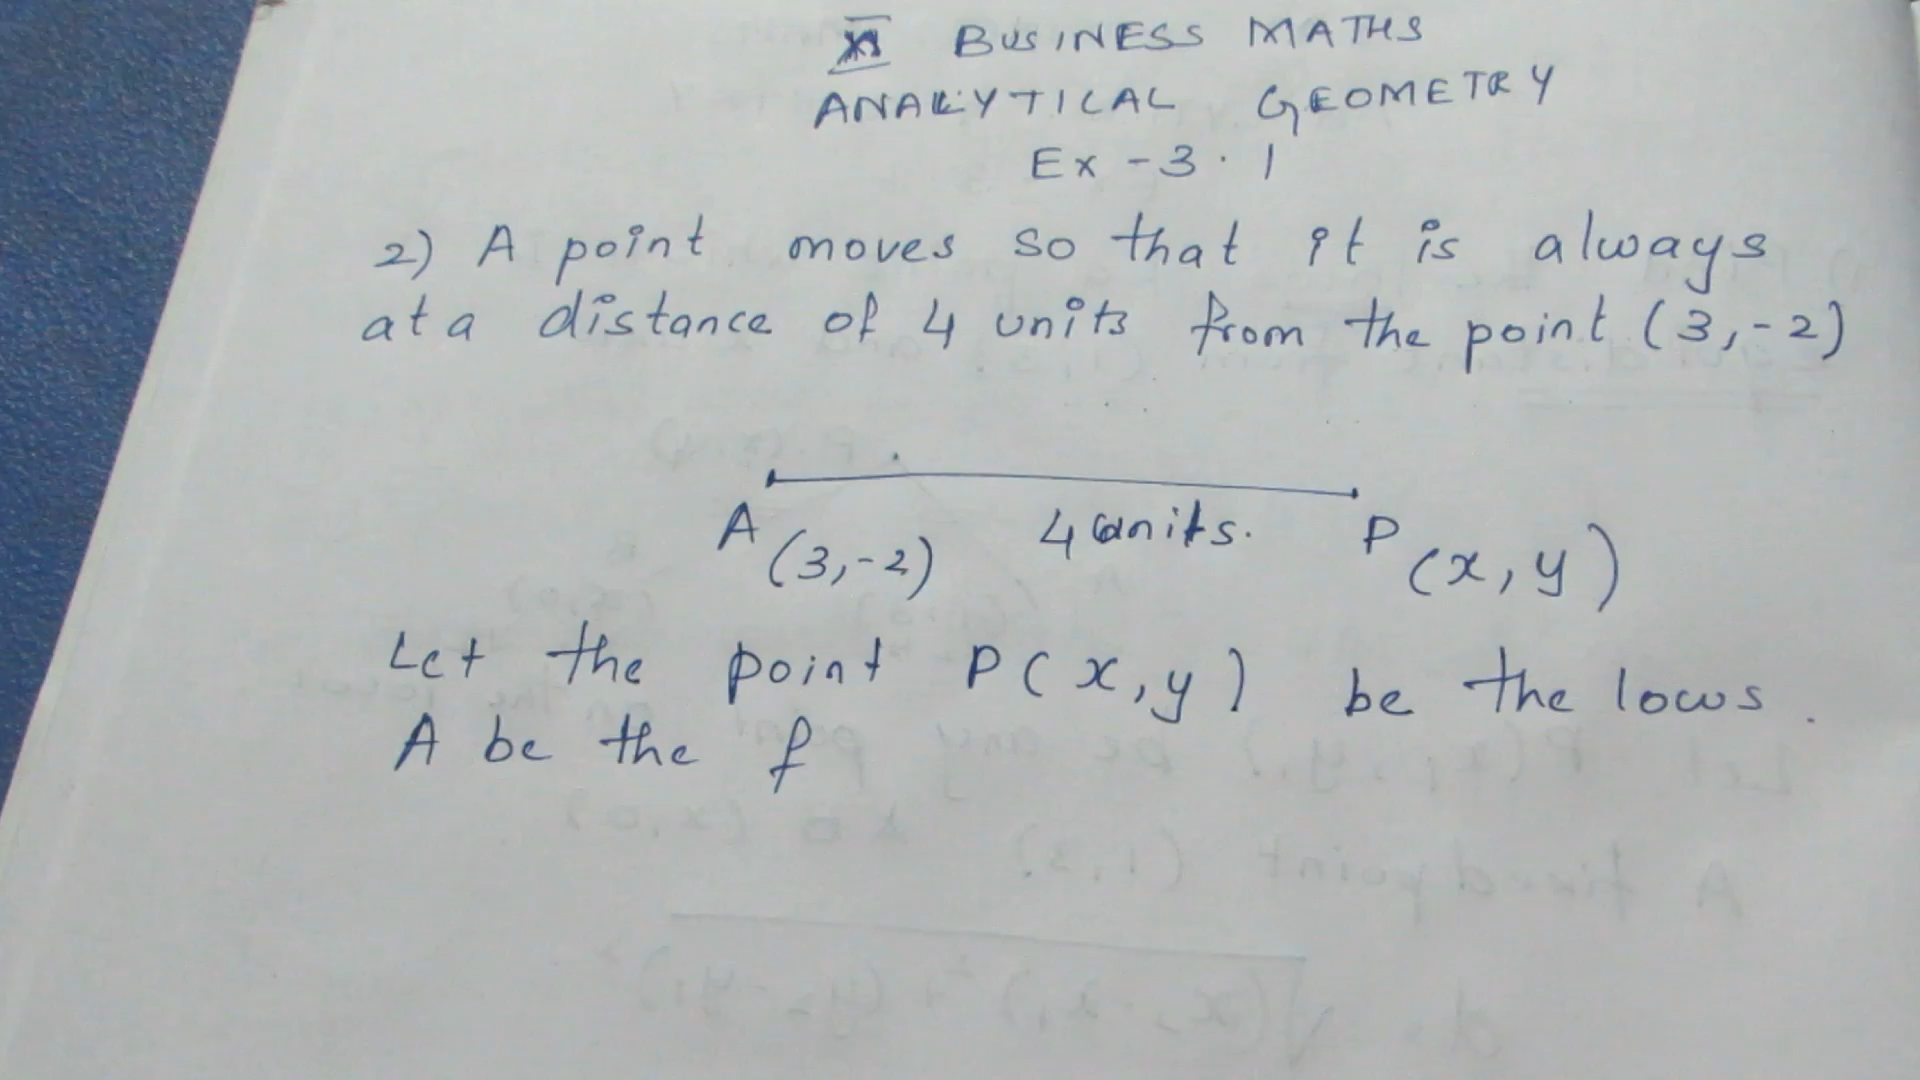 XI BUSINESS MATHS
ANALYTICAL GEOMETRY
Ex - 3.1
2) A point moves so that it is always
at a distance of 4 units from the point (3,-2)
4 units.
A (3,-2)
P (x, y)
Let the point P(x,y) be the locus.
A be the f